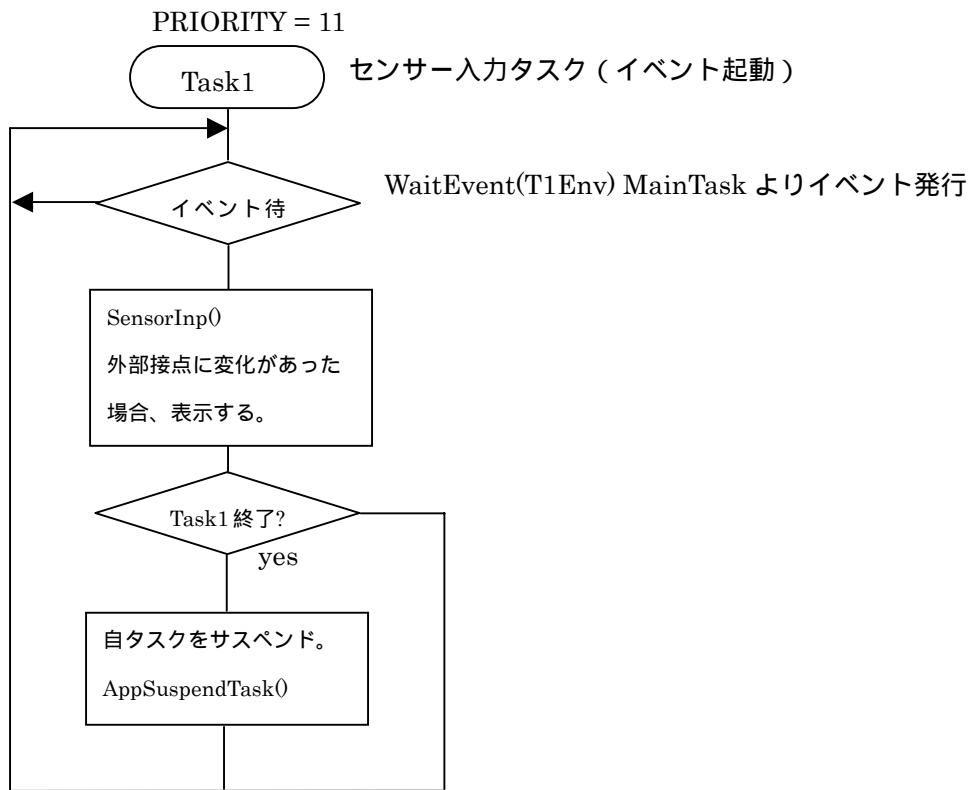 PRIORITY = 11
Task1
センサー入力タスク ( イベント起動 )
イベント待
WaitEvent(T1Env) MainTask よりイベント発行
SensorInp()
外部接点に変化があった
場合、表示する。
Task1 終了?
yes
自タスクをサスペンド。
AppSuspendTask()